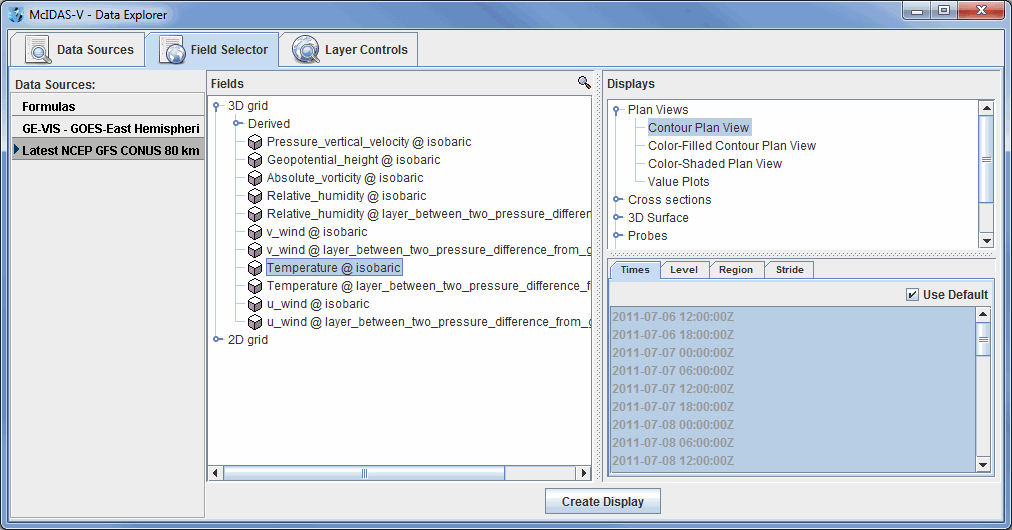 McIDAS-V - Data Explorer
Data Sources
Field Selector
Layer Controls
Data Sources:
Formulas
GE-VIS - GOES-East Hemispheri
Latest NCEP GFS CONUS 80 km
Fields
3D grid
Derived
Pressure_vertical_velocity @ isobaric
Geopotential_height @ isobaric
Absolute_vorticity @ isobaric
Relative_humidity @ isobaric
Relative_humidity @ layer_between_two_pressure_differen
v_wind @ isobaric
v_wind @ layer_between_two_pressure_difference_from_g
Temperature @ isobaric
Temperature @ layer_between_two_pressure_difference_f
u_wind @ isobaric
u_wind @ layer_between_two_pressure_difference_from_g
2D grid
Displays
Plan Views
Contour Plan View
Color-Filled Contour Plan View
Color-Shaded Plan View
Value Plots
Cross sections
3D Surface
Probes
Times
Level
Region
Stride
Use Default
2011-07-06 12:00:00Z
2011-07-06 18:00:00Z
2011-07-07 00:00:00Z
2011-07-07 06:00:00Z
2011-07-07 12:00:00Z
2011-07-07 18:00:00Z
2011-07-08 00:00:00Z
2011-07-08 06:00:00Z
2011-07-08 12:00:00Z
Create Display